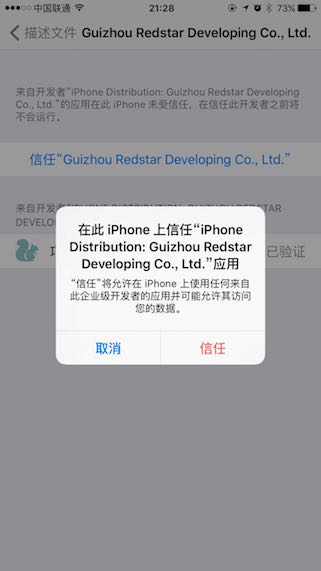 中国联通
21:28
73%
描述文件 Guizhou Redstar Developing Co., Ltd.
来自开发者“iPhone Distribution: Guizhou Redstar
Developing Co., Ltd.”的应用在此 iPhone 未受信任，在信任此开发者之前将
不会运行。
信任“Guizhou Redstar Developing Co., Ltd.”
来自开发者“IPHONE DISTRIBUTION: GUIZHOU REDSTAR
DEVELO
已验证
在此 iPhone 上信任“iPhone
Distribution: Guizhou Redstar
Developing Co., Ltd.”应用
“信任”将允许在 iPhone 上使用任何来自
此企业级开发者的应用并可能允许其访问
您的数据。
取消
信任